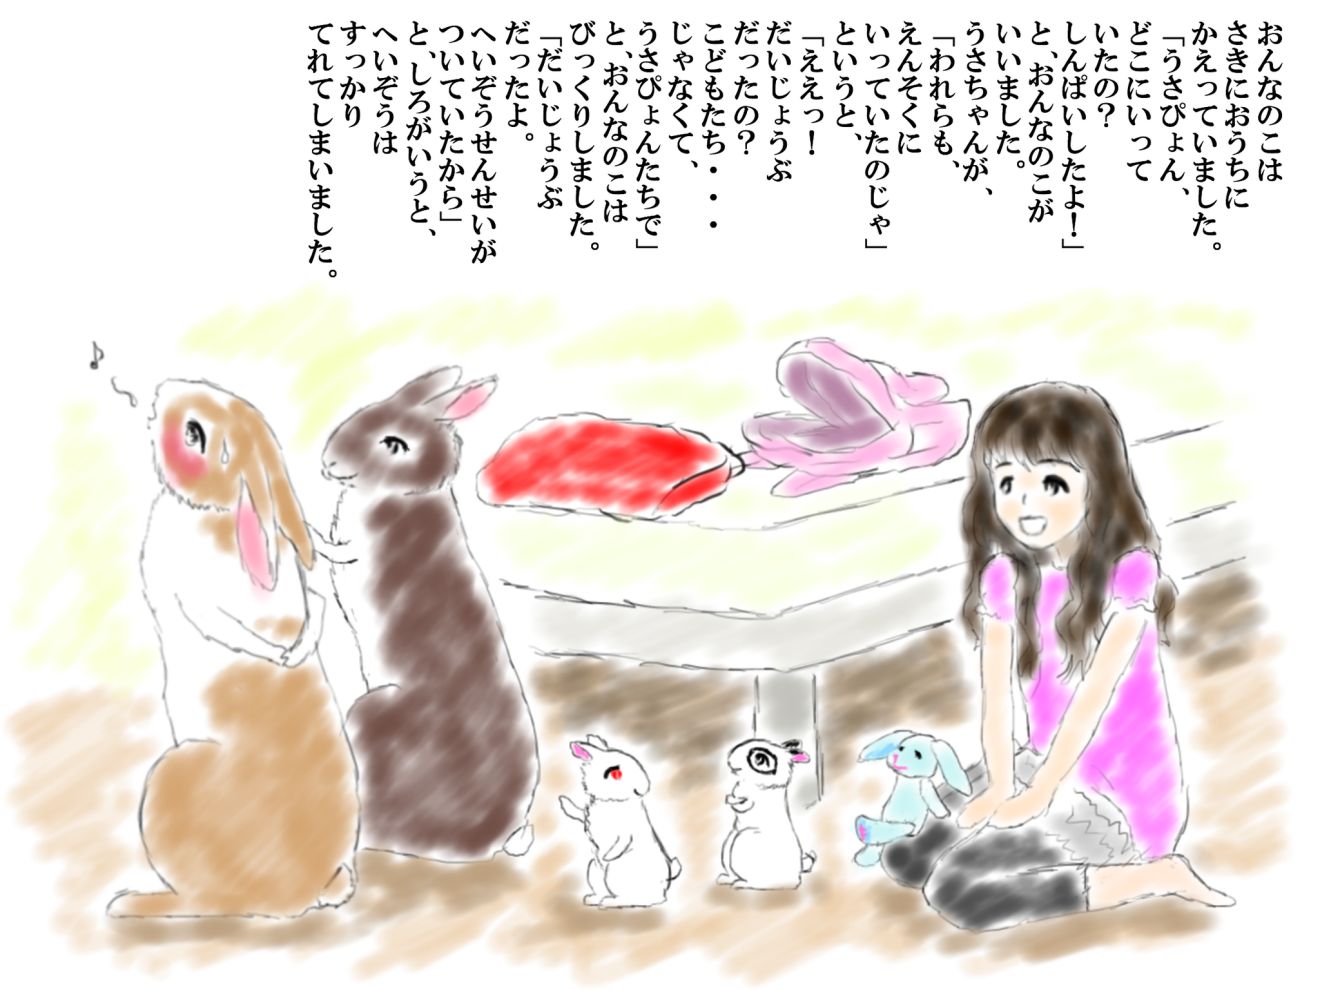 おんなのこは
さきにおうちに
かえっていました。
「うさぴょん、
どこにいって
いたの？
しんぱいしたよ！」
と、おんなのこが
いいました。
うさちゃんが、
「われらも、
えんそくに
いっていたのじゃ」
というと、
「ええっ！
だいじょうぶ
だったの？
こどもたち・・・
じゃなくて、
うさぴょんたちで」
と、おんなのこは
びっくりしました。
「だいじょうぶ
だったよ。
へいぞうせんせいが
ついていたから」
と、しろがいうと、
へいぞうは
すっかり
てれてしまいました。